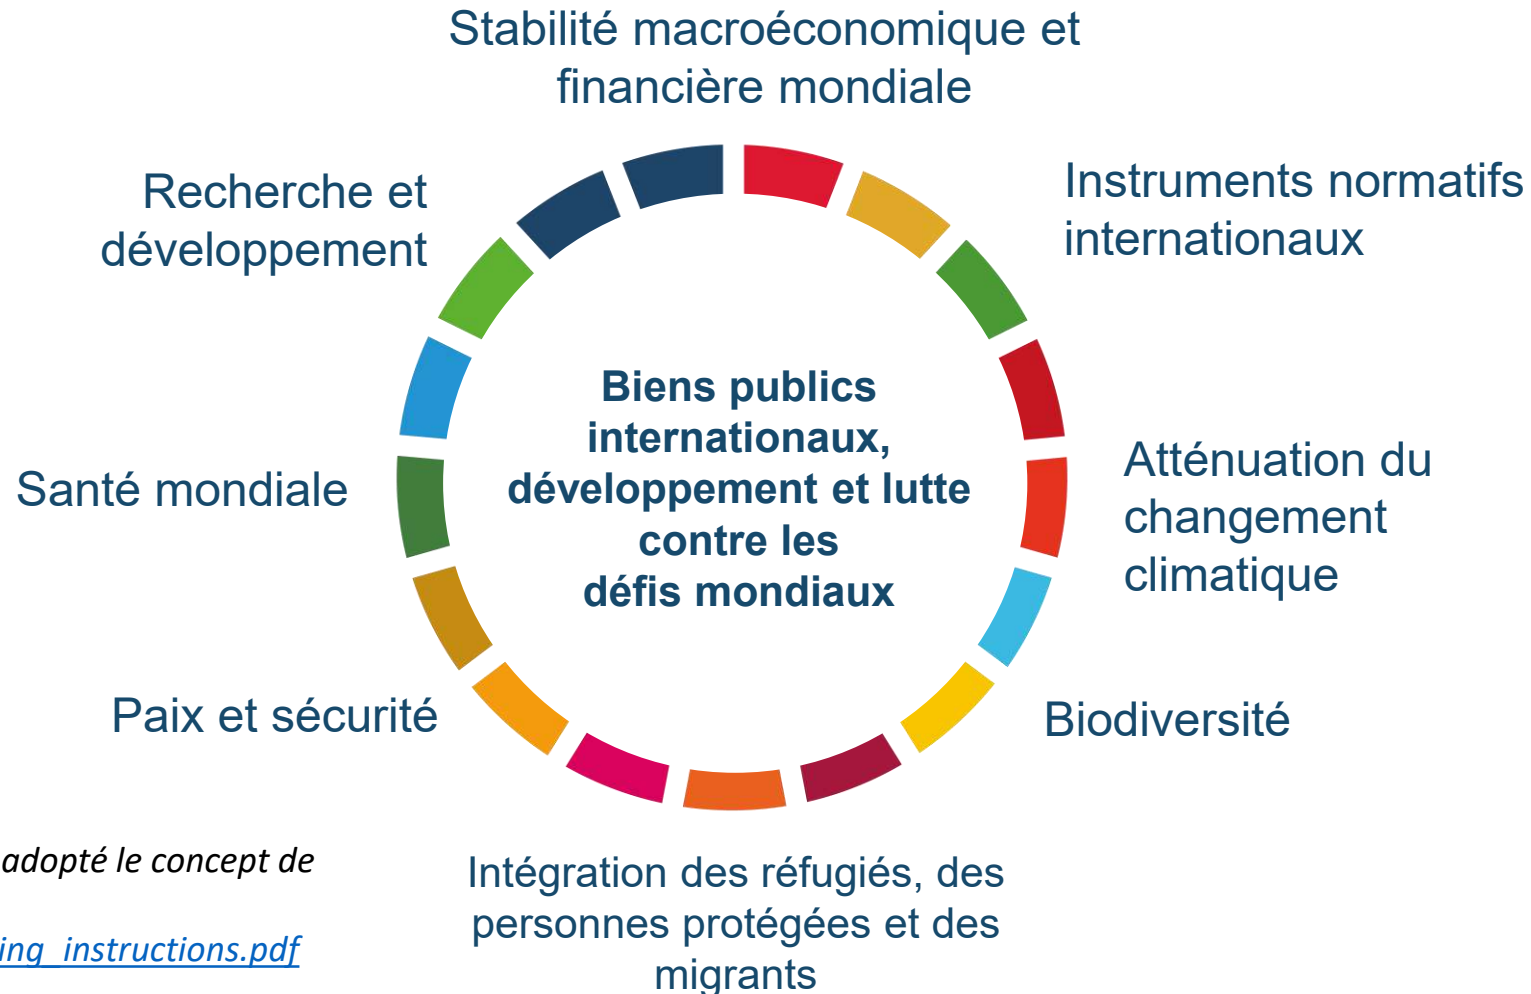 Stabilité macroéconomique et
financière mondiale
Recherche et
développement
Instruments normatifs
internationaux
Biens publics
internationaux,
développement et lutte
contre les
défis mondiaux
Santé mondiale
Atténuation du
changement
climatique
Paix et sécurité
Biodiversité
adopté le concept de
ing_instructions.pdf
Intégration des réfugiés, des
personnes protégées et des
migrants